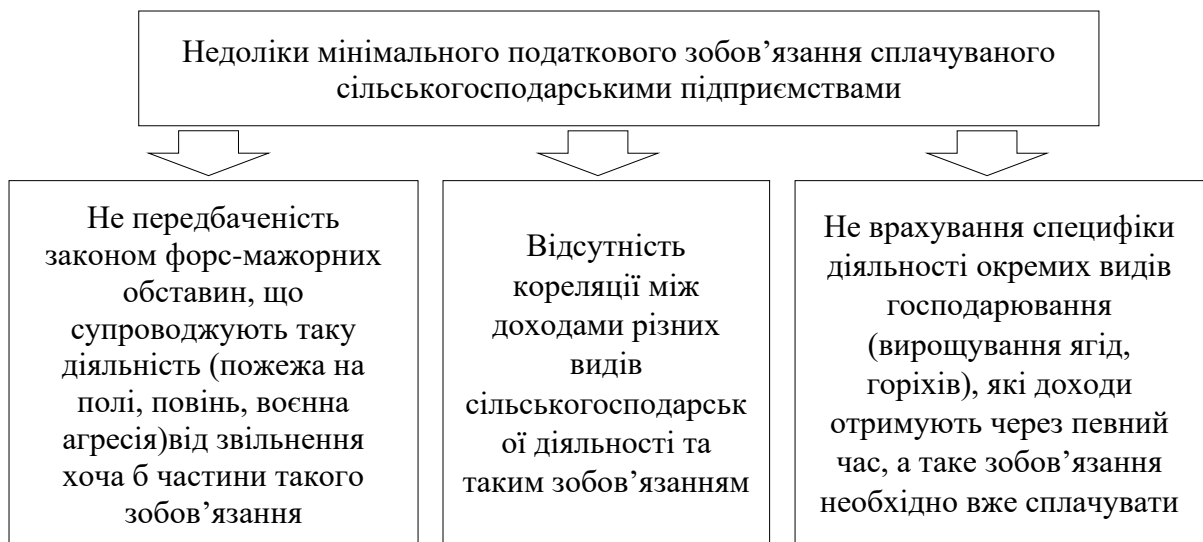 Недоліки мінімального податкового зобов’язання сплачуваного
сільськогосподарськими підприємствами
Не передбаченість
законом форс-мажорних
обставин, що
супроводжують таку
діяльність (пожежа на
полі, повінь, воєнна
агресія)від звільнення
хоча б частини такого
зобов’язання
Відсутність
кореляції між
доходами різних
видів
сільськогосподарськ
ої діяльності та
таким зобов’язанням
Не врахування специфіки
діяльності окремих видів
господарювання
(вирощування ягід,
горіхів), які доходи
отримують через певний
час, а таке зобов’язання
необхідно вже сплачувати